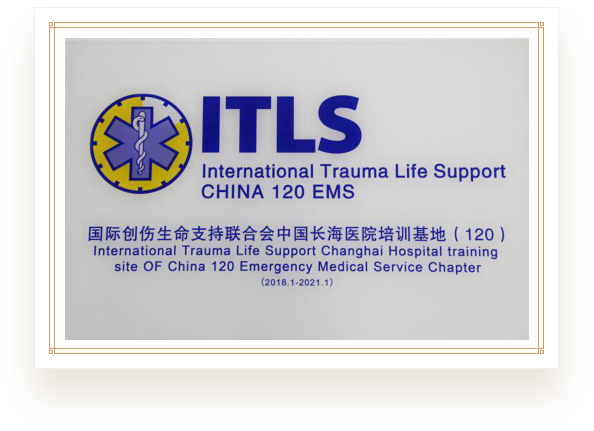 ITLS
International Trauma Life Support
CHINA 120 EMS
国际创伤生命支持联合会中国长海医院培训基地（120）
International Trauma Life Support Changhai Hospital training
site OF China 120 Emergency Medical Service Chapter
（2018.1-2021.1）